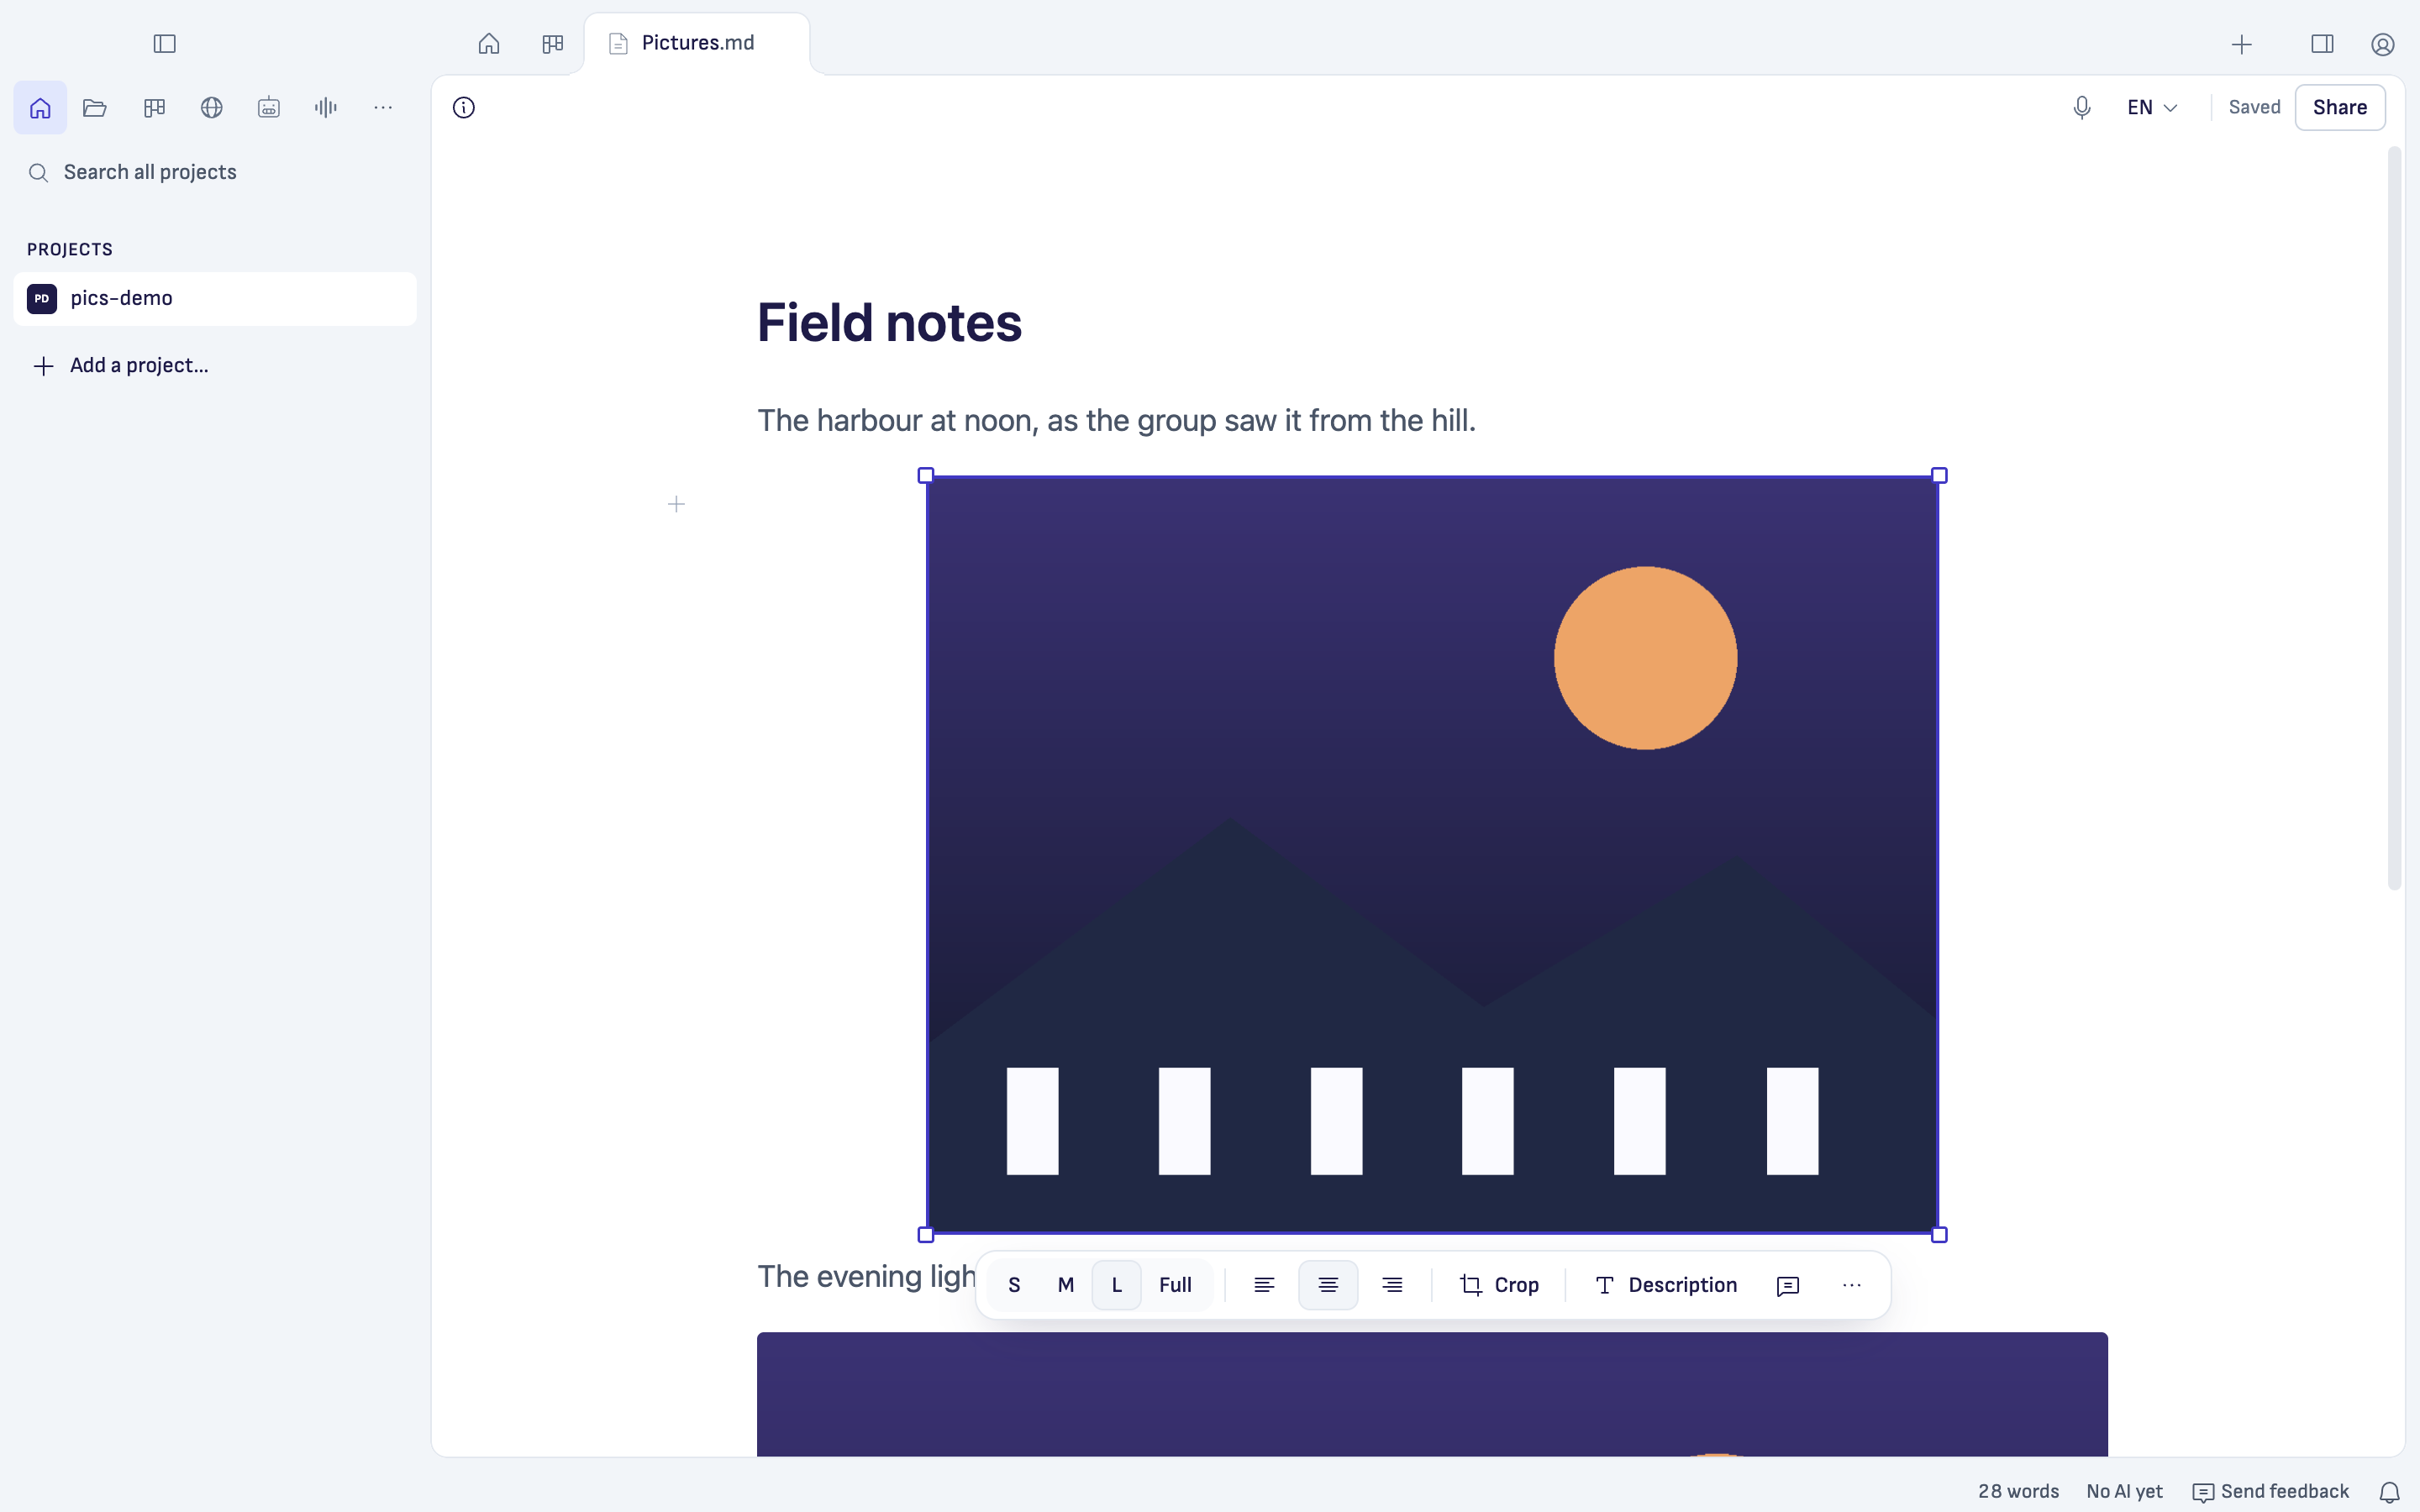 Pictures.md
EN
Saved
Share
Search all projects
PROJECTS
PD pics-demo
Add a project...
Field notes
The harbour at noon, as the group saw it from the hill.
The evening ligh
S M L Full Crop Description
28 words No AI yet Send feedback